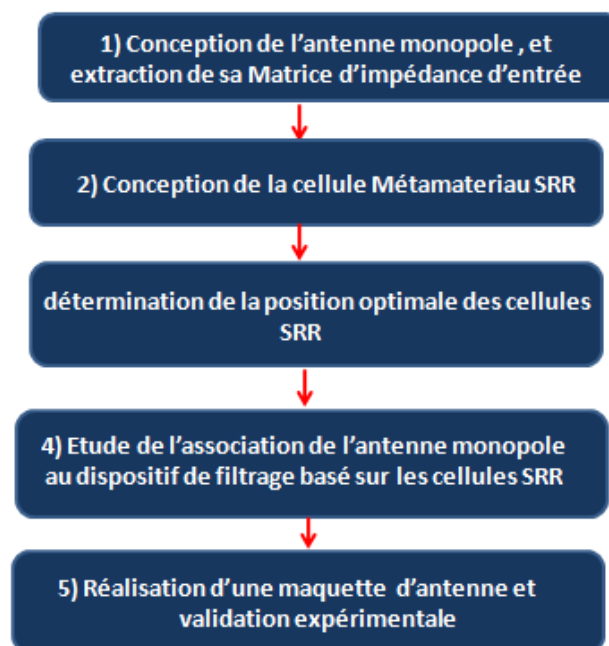 1) Conception de l'antenne monopole , et
extraction de sa Matrice d'impédance d'entrée
2) Conception de la cellule Métamateriau SRR
détermination de la position optimale des cellules
SRR
4) Etude de l'association de l'antenne monopole
au dispositif de filtrage basé sur les cellules SRR
5) Réalisation d'une maquette d'antenne et
validation expérimentale